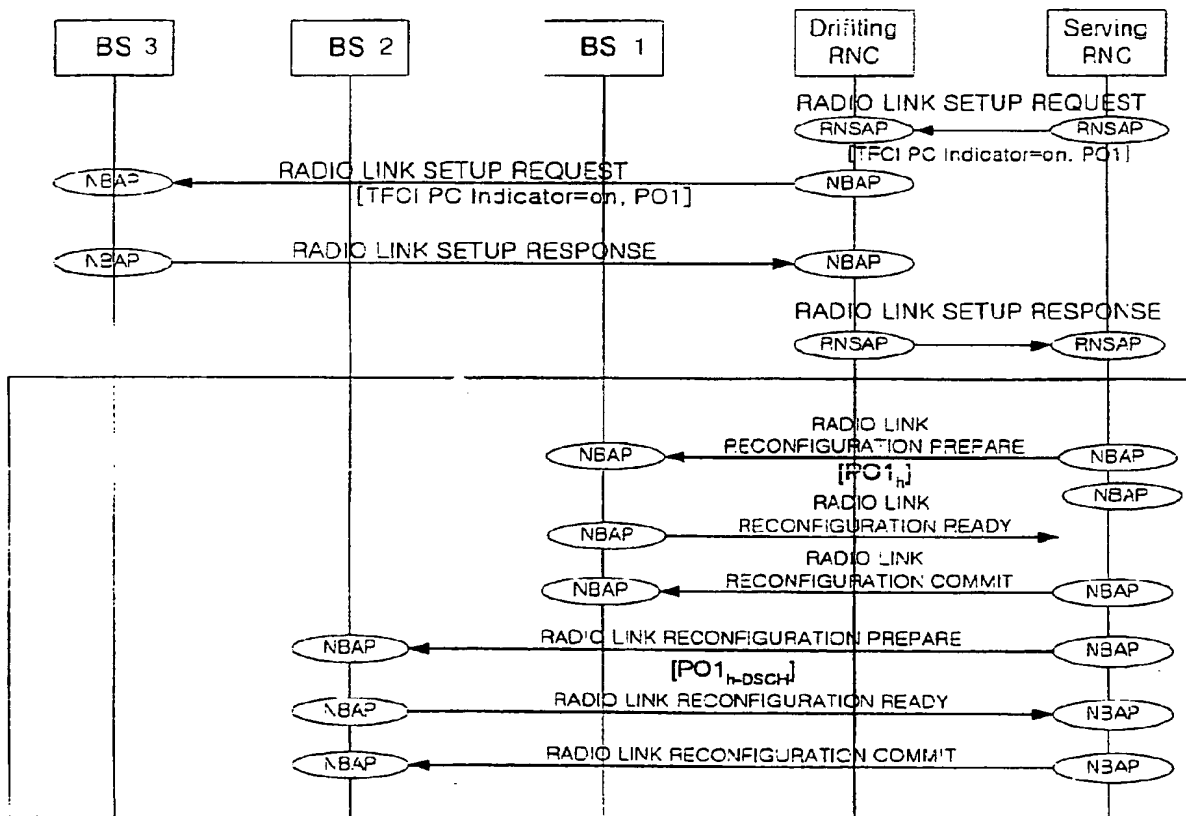 BS 3
BS 2
BS 1
Drifiting
RNC
Serving
RNC
RADIO LINK SETUP REQUEST
RNSAP
RNSAP
[TFCI PC Indicator=on, PO1]
RADIO LINK SETUP REQUEST
NBAP
NBAP
[TFCI PC Indicator=on, PO1]
RADIO LINK SETUP RESPONSE
NBAP
NBAP
RADIO LINK SETUP RESPONSE
RNSAP
RNSAP
RADIO LINK
RECONFIGURATION PREPARE
NBAP
NBAP
[PO1h]
NBAP
RADIO LINK
RECONFIGURATION READY
NBAP
RADIO LINK
RECONFIGURATION COMMIT
NBAP
NBAP
RADIO LINK RECONFIGURATION PREPARE
NBAP
NBAP
[PO1h-DSCH]
RADIO LINK RECONFIGURATION READY
NBAP
NBAP
RADIO LINK RECONFIGURATION COMMIT
NBAP
NBAP